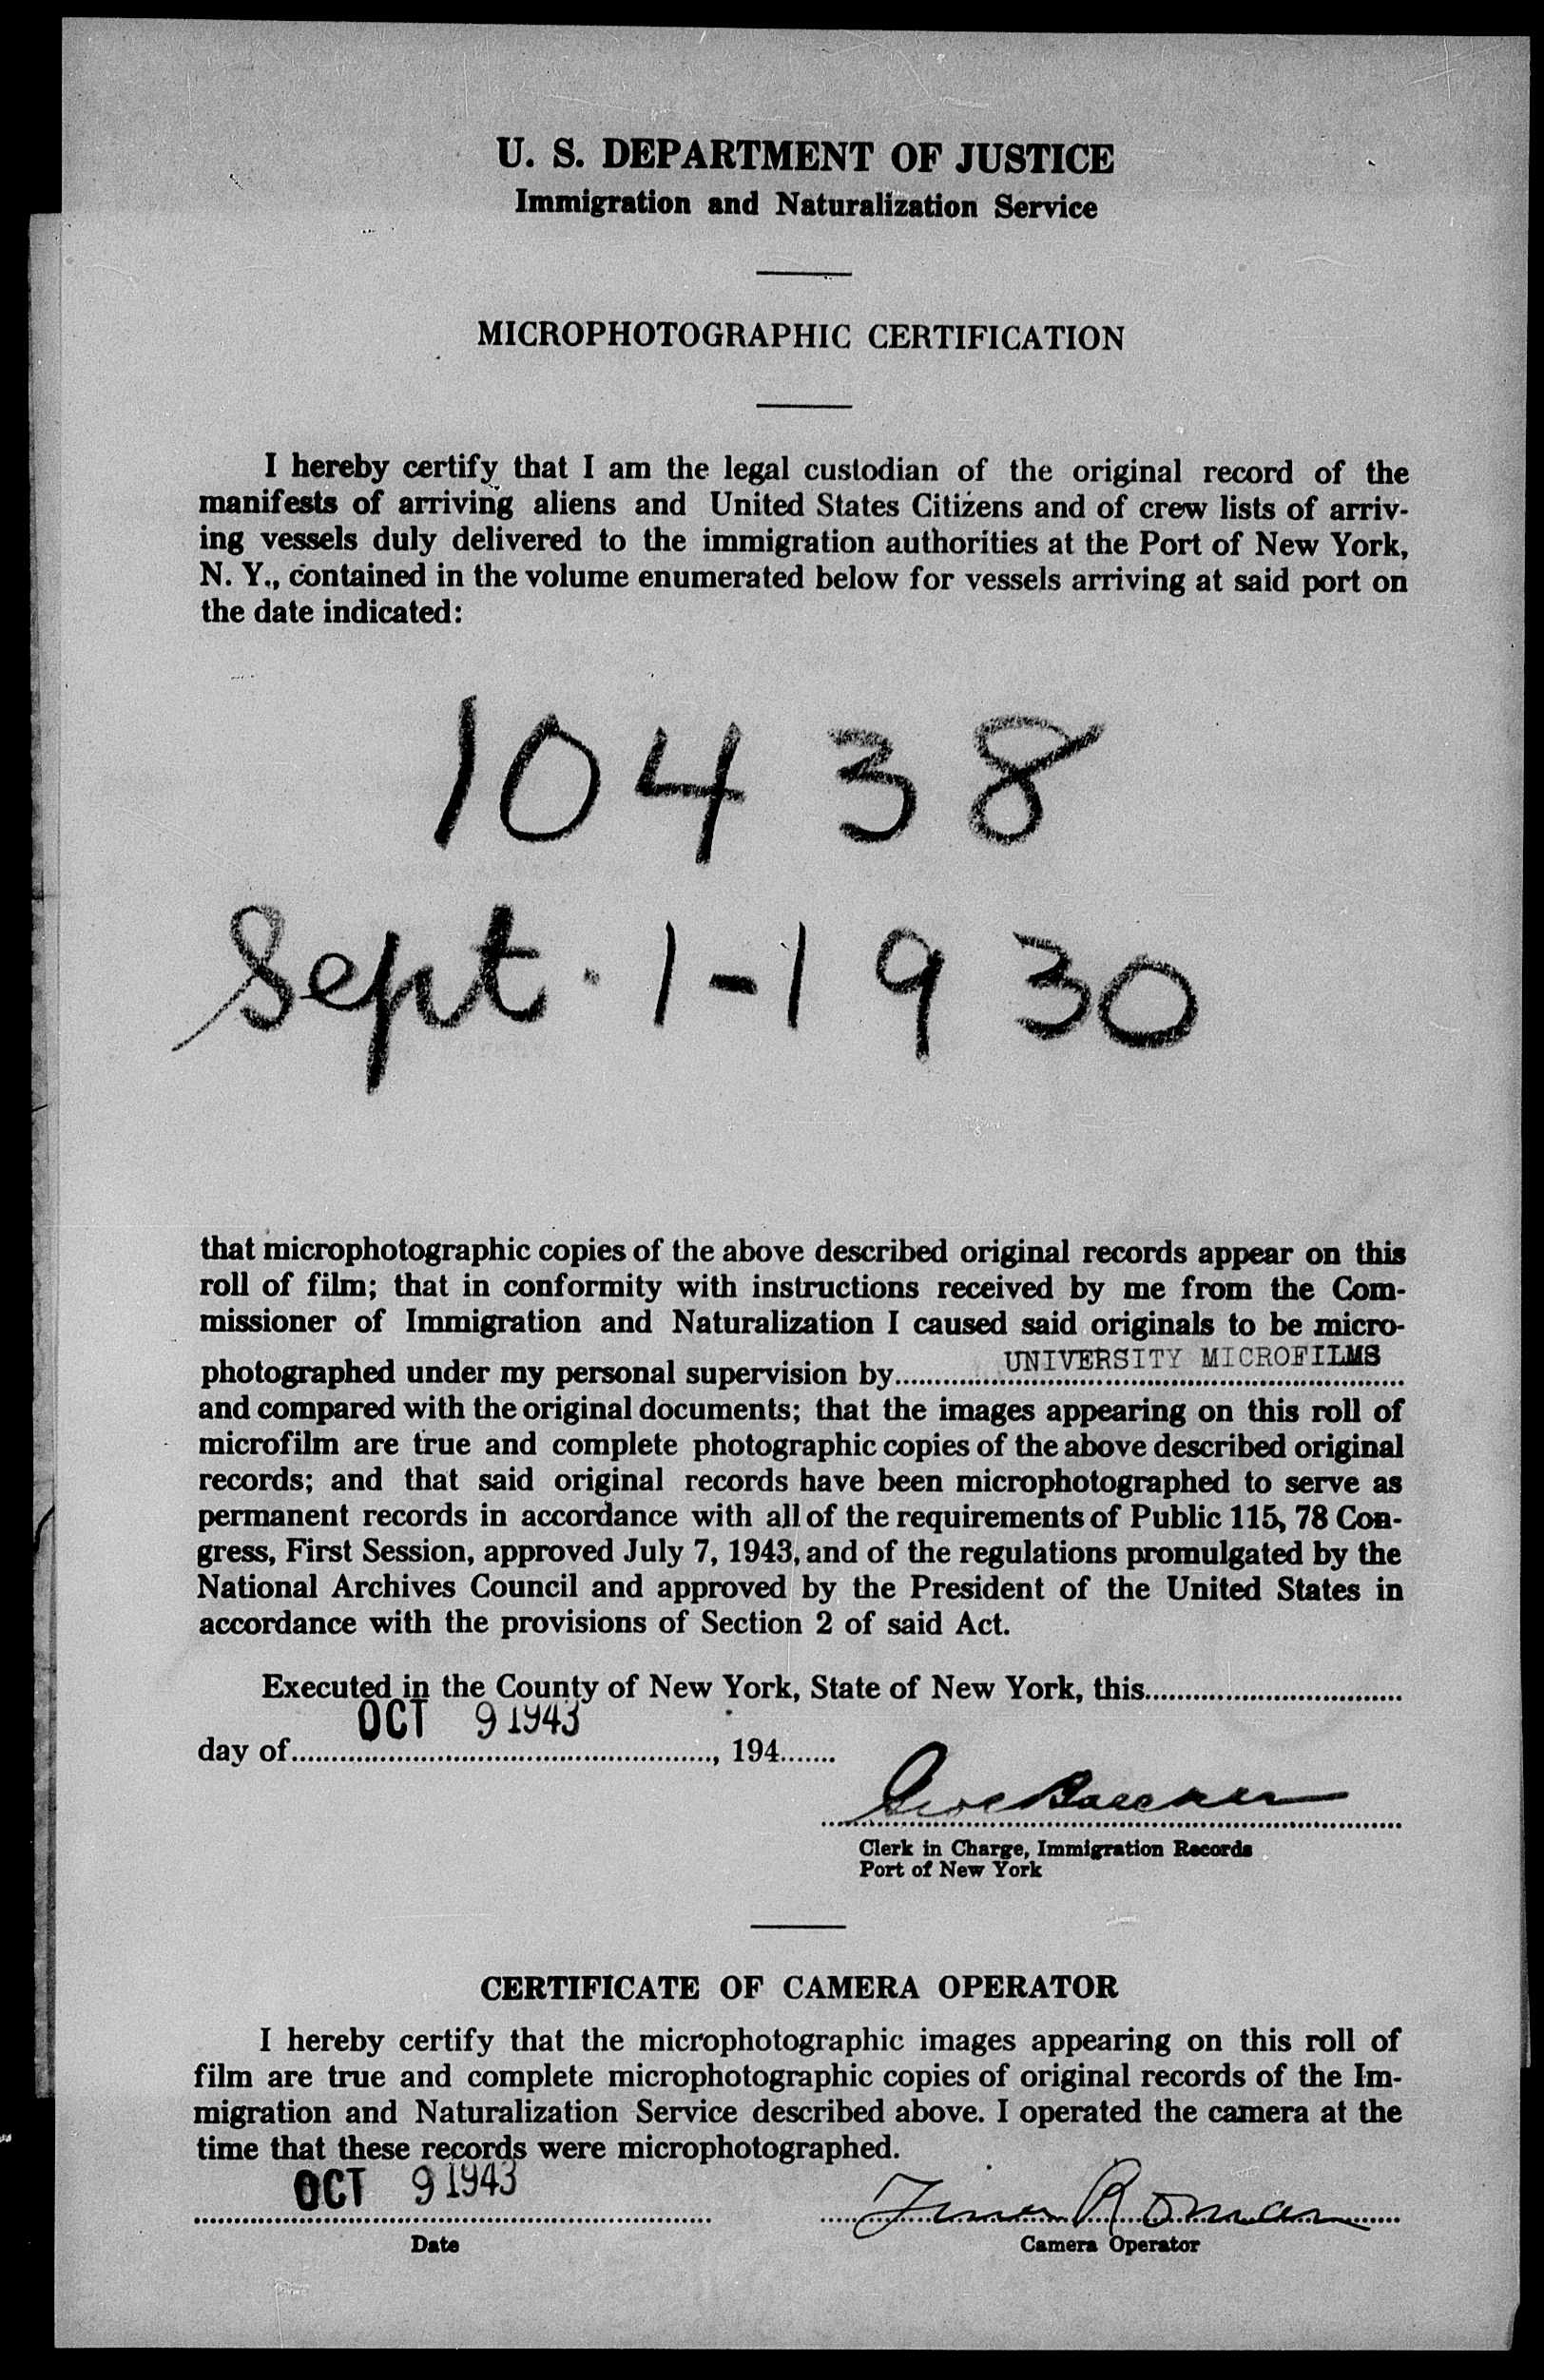 U. S. DEPARTMENT OF JUSTICE
Immigration and Naturalization Service
MICROPHOTOGRAPHIC CERTIFICATION
I hereby certify that I am the legal custodian of the original record of the
manifests of arriving aliens and United States Citizens and of crew lists of arriv-
ing vessels duly delivered to the immigration authorities at the Port of New York,
N. Y., contained in the volume enumerated below for vessels arriving at said port on
the date indicated:
10438
Sept. 1-1930
that microphotographic copies of the above described original records appear on this
roll of film; that in conformity with instructions received by me from the Com-
missioner of Immigration and Naturalization I caused said originals to be micro-
photographed under my personal supervision by UNIVERSITY MICROFILMS
and compared with the original documents; that the images appearing on this roll of
microfilm are true and complete photographic copies of the above described original
records; and that said original records have been microphotographed to serve as
permanent records in accordance with all of the requirements of Public 115, 78 Con-
gress, First Session, approved July 7, 1943, and of the regulations promulgated by the
National Archives Council and approved by the President of the United States in
accordance with the provisions of Section 2 of said Act.
Executed in the County of New York, State of New York, this
OCT 9 1943
day of , 194
Clerk in Charge, Immigration Records
Port of New York
CERTIFICATE OF CAMERA OPERATOR
I hereby certify that the microphotographic images appearing on this roll of
film are true and complete microphotographic copies of original records of the Im-
migration and Naturalization Service described above. I operated the camera at the
time that these records were microphotographed.
OCT 9 1943
Roman
Date
Camera Operator